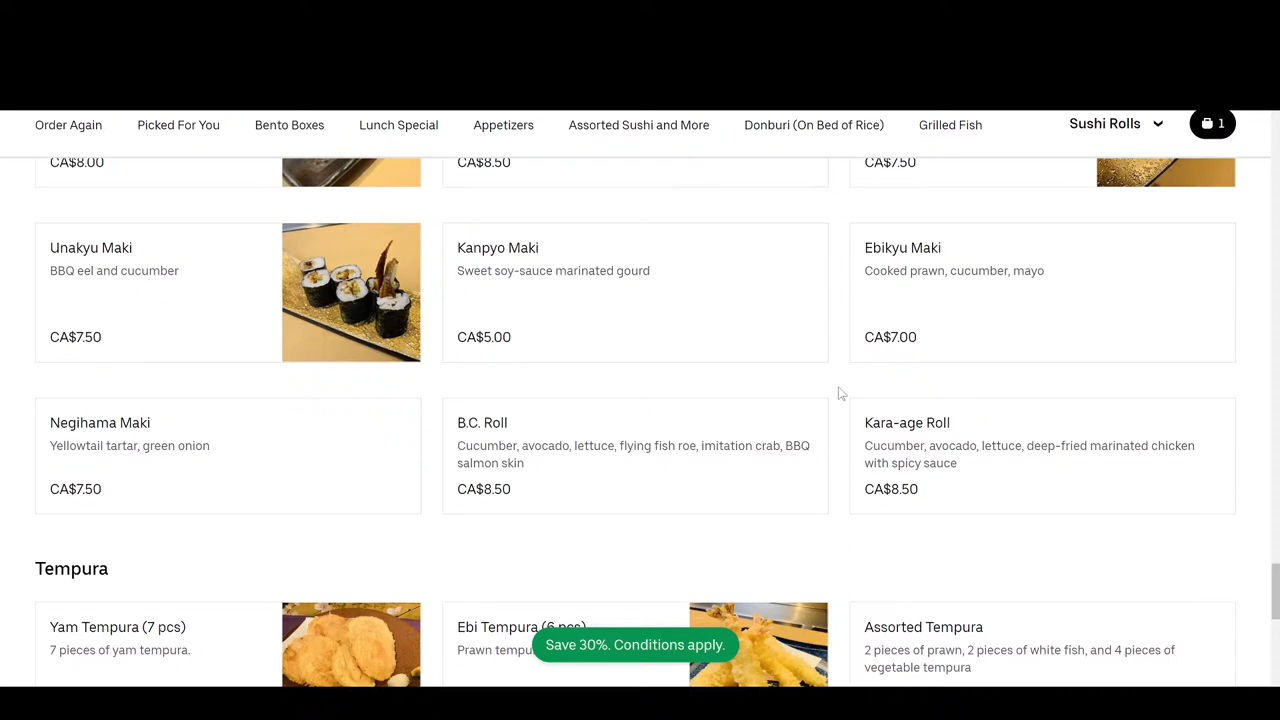 Order Again Picked For You Bento Boxes Lunch Special Appetizers Assorted Sushi and More Donburi (On Bed of Rice) Grilled Fish Sushi Rolls 1
CA$8.00 CA$8.50 CA$7.50
Unakyu Maki
BBQ eel and cucumber
CA$7.50
Kanpyo Maki
Sweet soy-sauce marinated gourd
CA$5.00
Ebikyu Maki
Cooked prawn, cucumber, mayo
CA$7.00
Negihama Maki
Yellowtail tartar, green onion
CA$7.50
B.C. Roll
Cucumber, avocado, lettuce, flying fish roe, imitation crab, BBQ
salmon skin
CA$8.50
Kara-age Roll
Cucumber, avocado, lettuce, deep-fried marinated chicken
with spicy sauce
CA$8.50
Tempura
Yam Tempura (7 pcs)
7 pieces of yam tempura.
Ebi Tempura (6 pcs)
Prawn tempu
Assorted Tempura
2 pieces of prawn, 2 pieces of white fish, and 4 pieces of
vegetable tempura
Save 30%. Conditions apply.